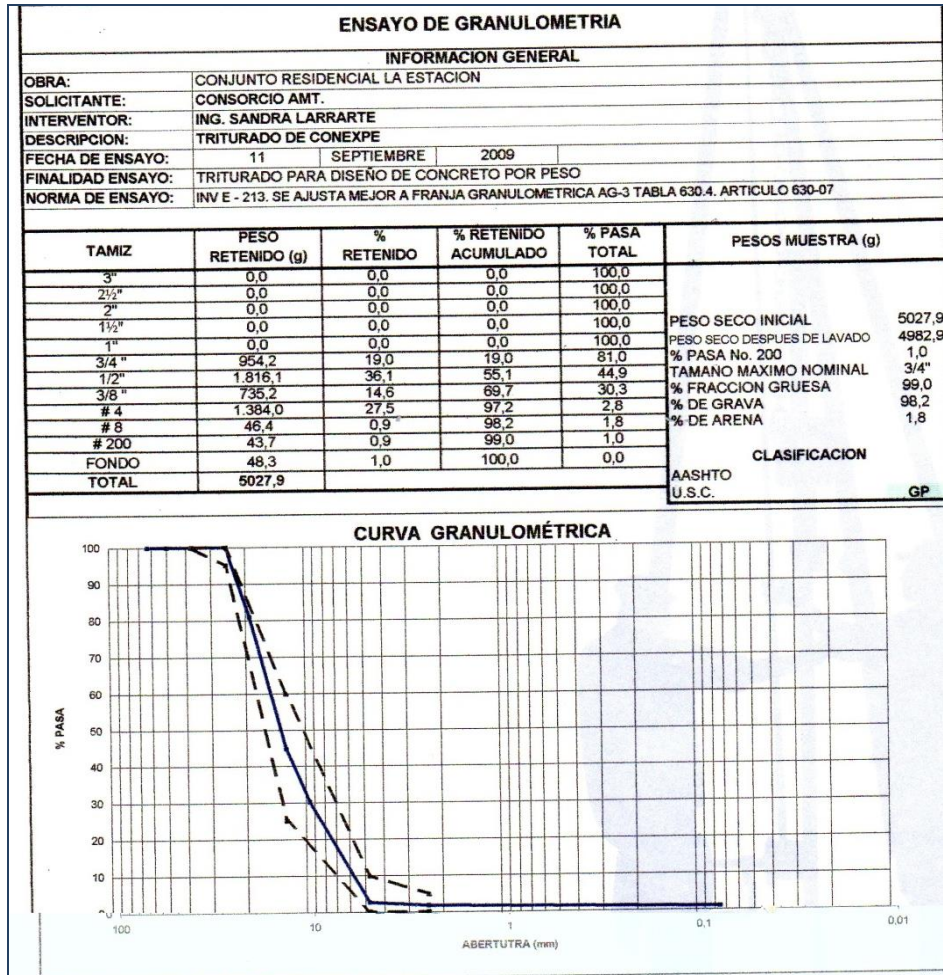 ENSAYO DE GRANULOMETRIA
INFORMACION GENERAL
OBRA: CONJUNTO RESIDENCIAL LA ESTACION
SOLICITANTE: CONSORCIO AMT.
INTERVENTOR: ING. SANDRA LARRARTE
DESCRIPCION: TRITURADO DE CONEXPE
FECHA DE ENSAYO: 11 SEPTIEMBRE 2009
FINALIDAD ENSAYO: TRITURADO PARA DISEÑO DE CONCRETO POR PESO
NORMA DE ENSAYO: INV E - 213. SE AJUSTA MEJOR A FRANJA GRANULOMETRICA AG-3 TABLA 630.4. ARTICULO 630-07
TAMIZ PESO RETENIDO (g) % RETENIDO % RETENIDO ACUMULADO % PASA TOTAL
3" 0,0 0,0 0,0 100,0
2½" 0,0 0,0 0,0 100,0
2" 0,0 0,0 0,0 100,0
1½" 0,0 0,0 0,0 100,0
1" 0,0 0,0 0,0 100,0
3/4 " 954,2 19,0 19,0 81,0
1/2" 1.816,1 36,1 55,1 44,9
3/8 " 735,2 14,6 69,7 30,3
# 4 1.384,0 27,5 97,2 2,8
# 8 46,4 0,9 98,2 1,8
# 200 43,7 0,9 99,0 1,0
FONDO 48,3 1,0 100,0 0,0
TOTAL 5027,9
PESOS MUESTRA (g)
PESO SECO INICIAL 5027,9
PESO SECO DESPUES DE LAVADO 4982,9
% PASA No. 200 1,0
TAMANO MAXIMO NOMINAL 3/4"
% FRACCION GRUESA 99,0
% DE GRAVA 98,2
% DE ARENA 1,8
CLASIFICACION
AASHTO
U.S.C. GP
CURVA GRANULOMÉTRICA
% PASA
100
90
80
70
60
50
40
30
20
10
100 10 1 0,1 0,01
ABERTUTRA (mm)